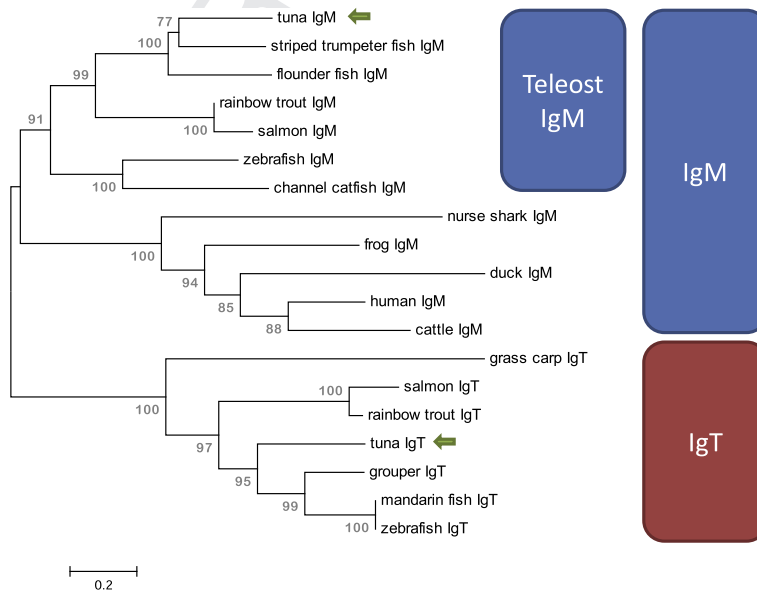 77
tuna IgM
100
striped trumpeter fish IgM
flounder fish IgM
99
rainbow trout IgM
100
salmon IgM
91
zebrafish IgM
100
channel catfish IgM
nurse shark IgM
100
frog IgM
94
duck IgM
85
human IgM
88
cattle IgM
grass carp IgT
100
100
salmon IgT
rainbow trout IgT
97
tuna IgT
95
grouper IgT
99
mandarin fish IgT
100
zebrafish IgT
0.2
Teleost
IgM
IgM
IgT